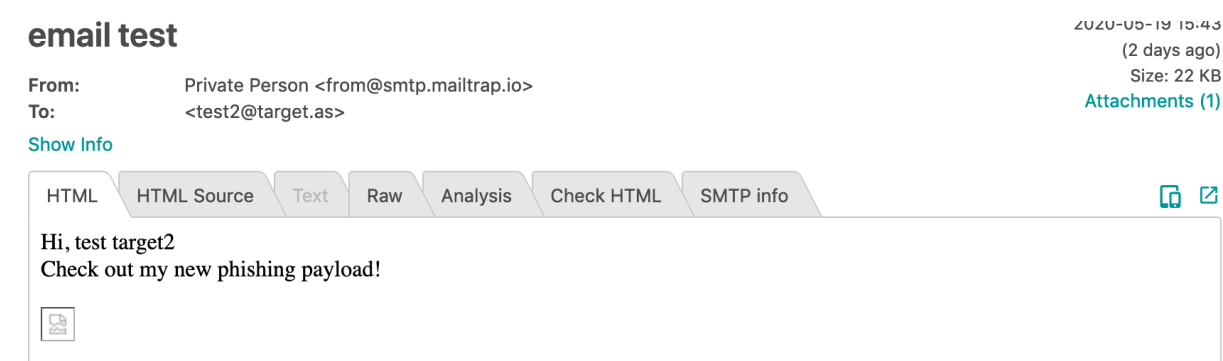 email test
2020-05-19 15:43
(2 days ago)
From: Private Person <from@smtp.mailtrap.io>
Size: 22 KB
To: <test2@target.as>
Attachments (1)
Show Info
HTML HTML Source Text Raw Analysis Check HTML SMTP info
Hi, test target2
Check out my new phishing payload!